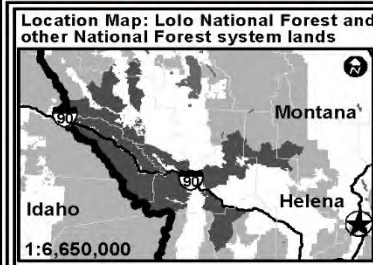 Location Map: Lolo National Forest and
other National Forest system lands
Montana
90
90
Idaho
Helena
1:6,650,000